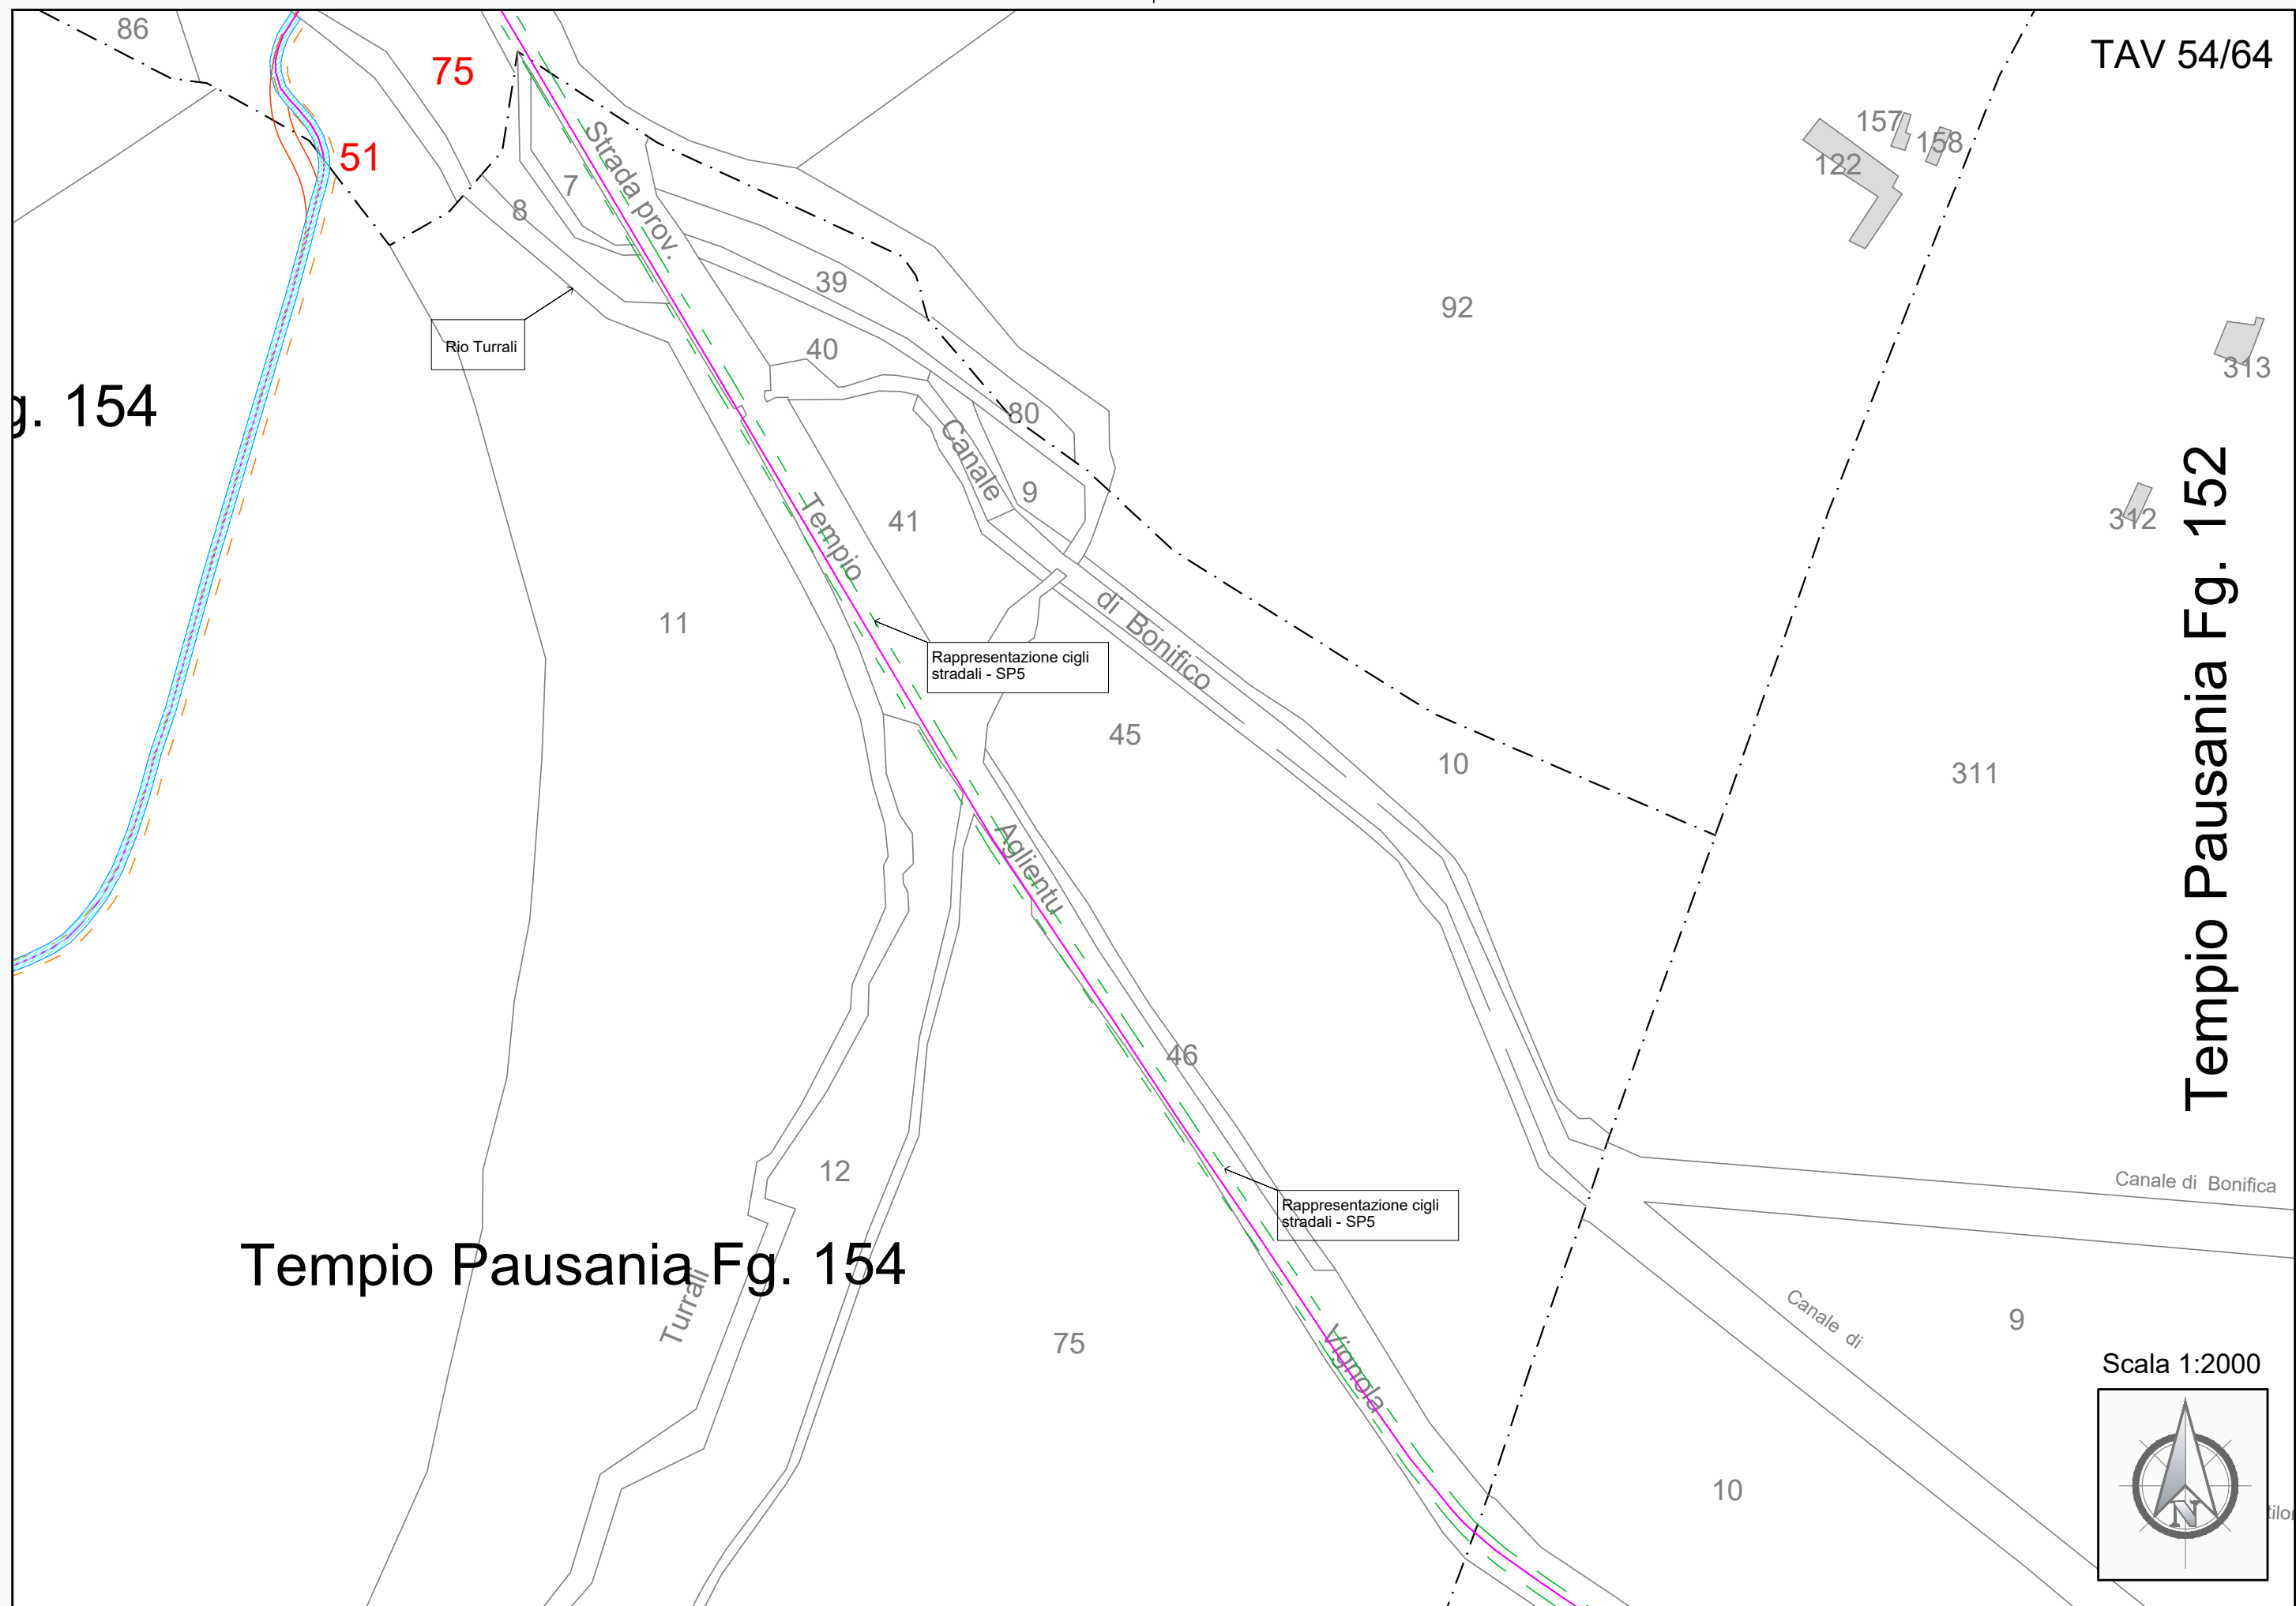 TAV 54/64
86
75
51
157
158
122
7
8
Strada prov.
39
92
Rio Turrali
40
313
g. 154
80
Canale
9
41
Tempio
312
Tempio Pausania Fg. 152
11
di Bonifico
Rappresentazione cigli
stradali - SP5
45
10
311
Aglientu
46
12
Canale di Bonifica
Rappresentazione cigli
stradali - SP5
Tempio Pausania Fg. 154
Turrali
75
Vignola
Canale di
9
Scala 1:2000
10
N